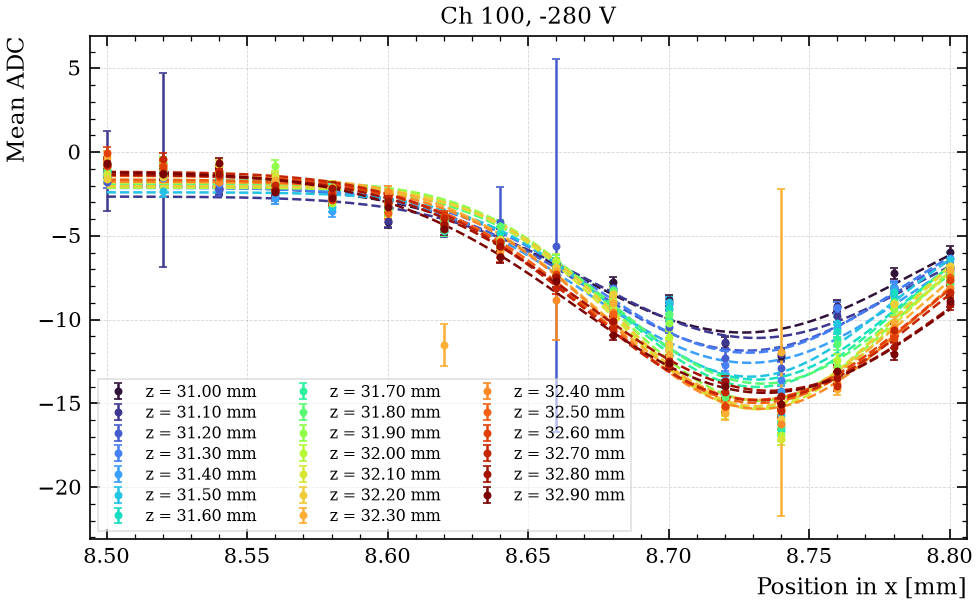 Ch 100, -280 V
Mean ADC
5
0
−5
−10
−15
−20
z = 31.00 mm
z = 31.10 mm
z = 31.20 mm
z = 31.30 mm
z = 31.40 mm
z = 31.50 mm
z = 31.60 mm
z = 31.70 mm
z = 31.80 mm
z = 31.90 mm
z = 32.00 mm
z = 32.10 mm
z = 32.20 mm
z = 32.30 mm
z = 32.40 mm
z = 32.50 mm
z = 32.60 mm
z = 32.70 mm
z = 32.80 mm
z = 32.90 mm
8.50 8.55 8.60 8.65 8.70 8.75 8.80
Position in x [mm]